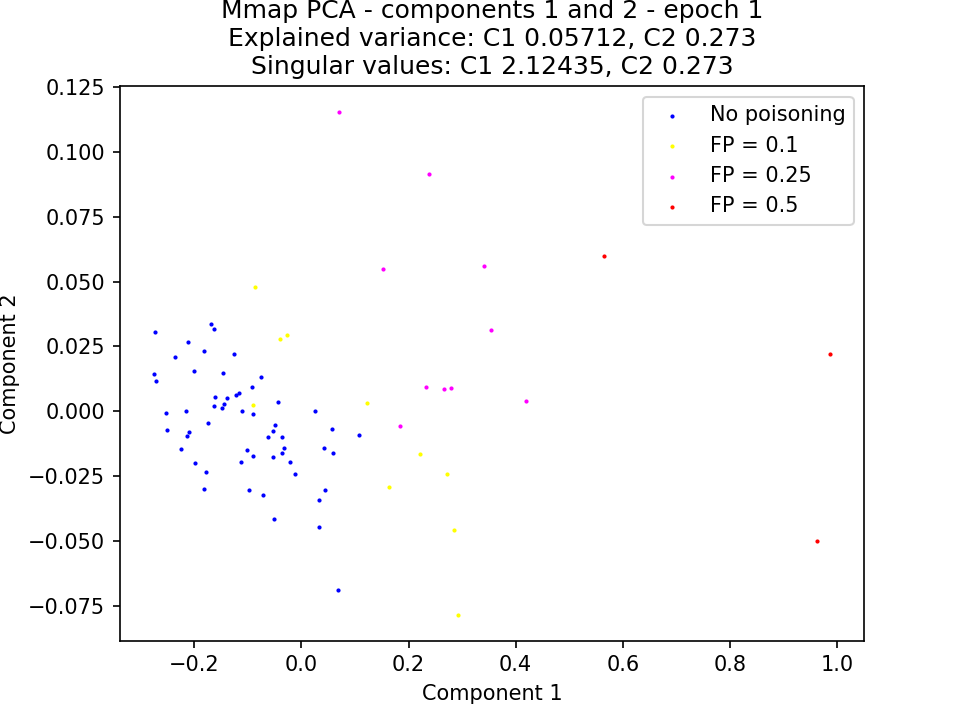 Mmap PCA - components 1 and 2 - epoch 1
Explained variance: C1 0.05712, C2 0.273
Singular values: C1 2.12435, C2 0.273
No poisoning
FP = 0.1
FP = 0.25
FP = 0.5
0.125
0.100
0.075
0.050
0.025
0.000
−0.025
−0.050
−0.075
Component 2
−0.2
0.0
0.2
0.4
0.6
0.8
1.0
Component 1